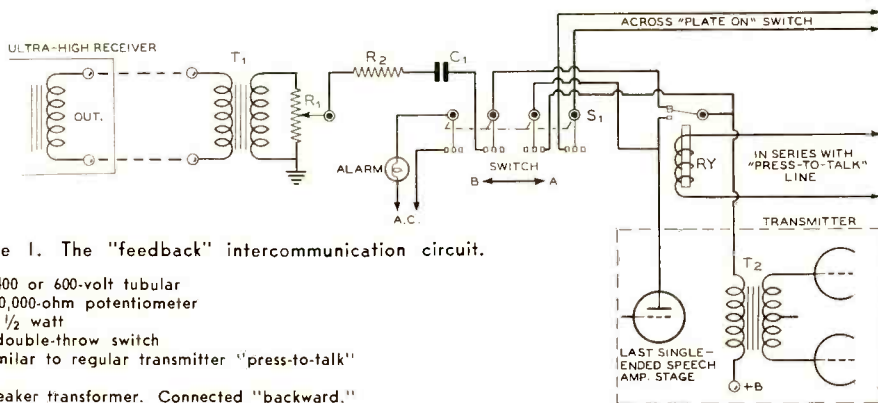 ACROSS "PLATE ON" SWITCH
ULTRA-HIGH RECEIVER
T1
R2
C1
R1
OUT.
S1
ALARM
SWITCH
B A
A.C.
RY
IN SERIES WITH
"PRESS-TO-TALK"
LINE
TRANSMITTER
T2
LAST SINGLE-
ENDED SPEECH
AMP. STAGE
+B
e I. The "feedback" intercommunication circuit.
400 or 600-volt tubular
0,000-ohm potentiometer
½ watt
double-throw switch
milar to regular transmitter "press-to-talk"
eaker transformer. Connected "backward."